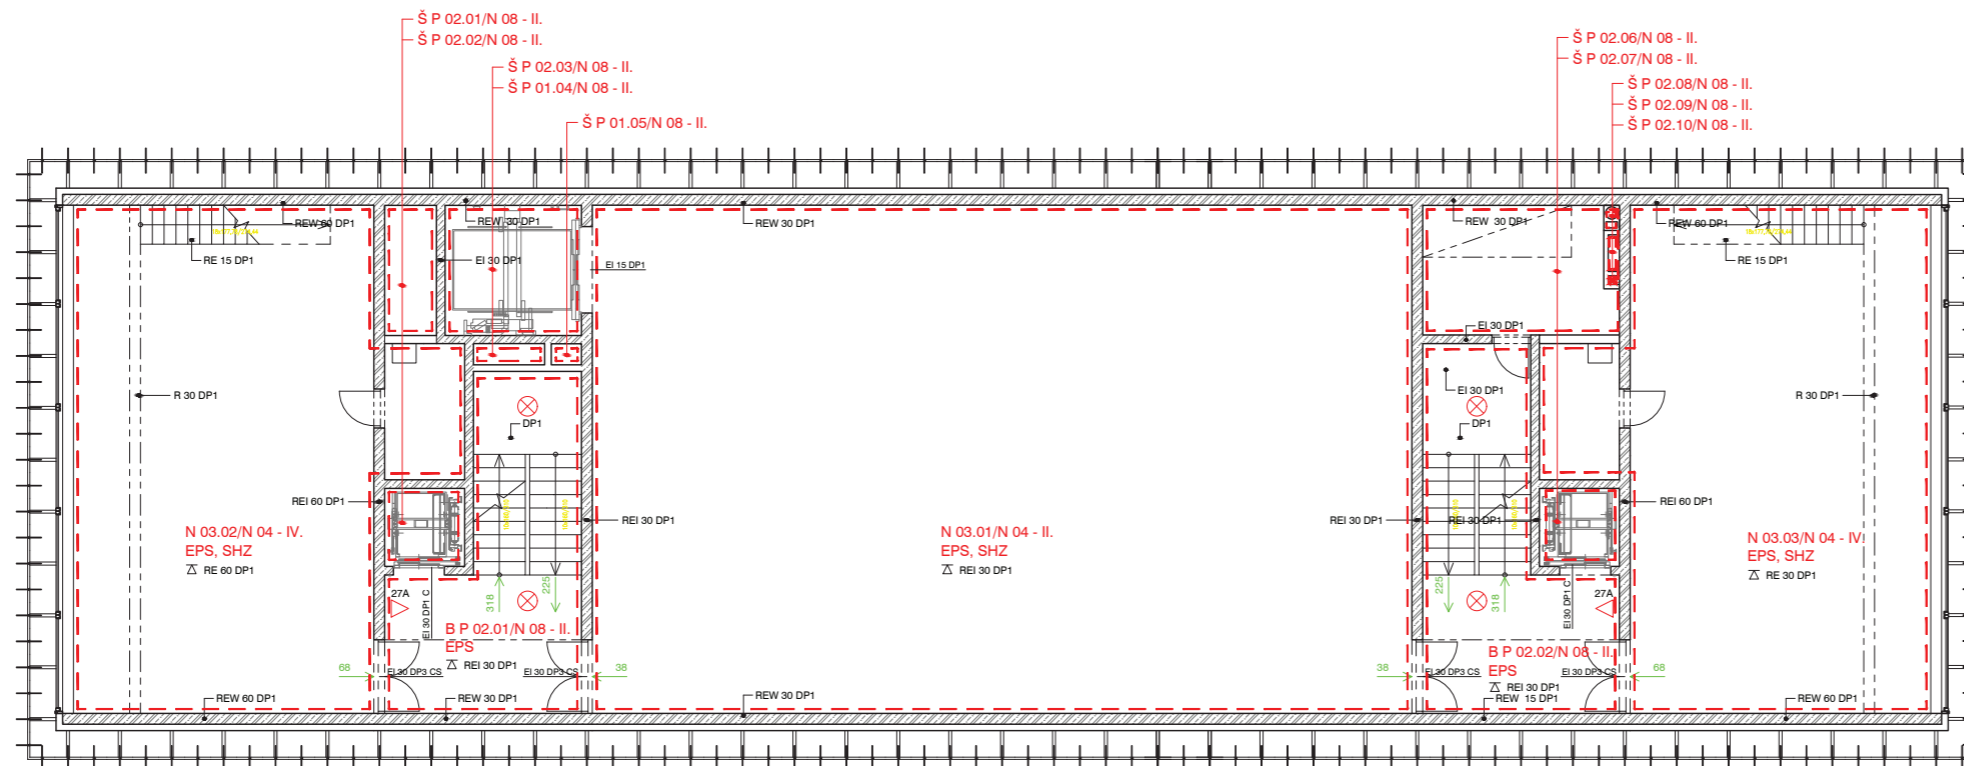 Š P 02.01/N 08 - II.
Š P 02.02/N 08 - II.
Š P 02.03/N 08 - II.
Š P 01.04/N 08 - II.
Š P 01.05/N 08 - II.
Š P 02.06/N 08 - II.
Š P 02.07/N 08 - II.
Š P 02.08/N 08 - II.
Š P 02.09/N 08 - II.
Š P 02.10/N 08 - II.
REW 60 DP1
REW 30 DP1
REW 30 DP1
REW 30 DP1
REW 60 DP1
RE 15 DP1
EI 30 DP1
EI 15 DP1
RE 15 DP1
EI 30 DP1
R 30 DP1
DP1
EI 30 DP1
DP1
R 30 DP1
REI 60 DP1
REI 30 DP1
REI 30 DP1
REI 30 DP1
REI 60 DP1
N 03.02/N 04 - IV.
EPS, SHZ
RE 60 DP1
N 03.01/N 04 - II.
EPS, SHZ
REI 30 DP1
N 03.03/N 04 - IV.
EPS, SHZ
RE 30 DP1
27A
EI 30 DP1 C
318
225
225
318
EI 30 DP1 C
27A
B P 02.01/N 08 - II.
EPS
REI 30 DP1
B P 02.02/N 08 - II.
EPS
REI 30 DP1
68
EI 30 DP3 CS
EI 30 DP3 CS
38
38
EI 30 DP3 CS
EI 30 DP3 CS
68
REW 60 DP1
REW 30 DP1
REW 30 DP1
REW 15 DP1
REW 60 DP1